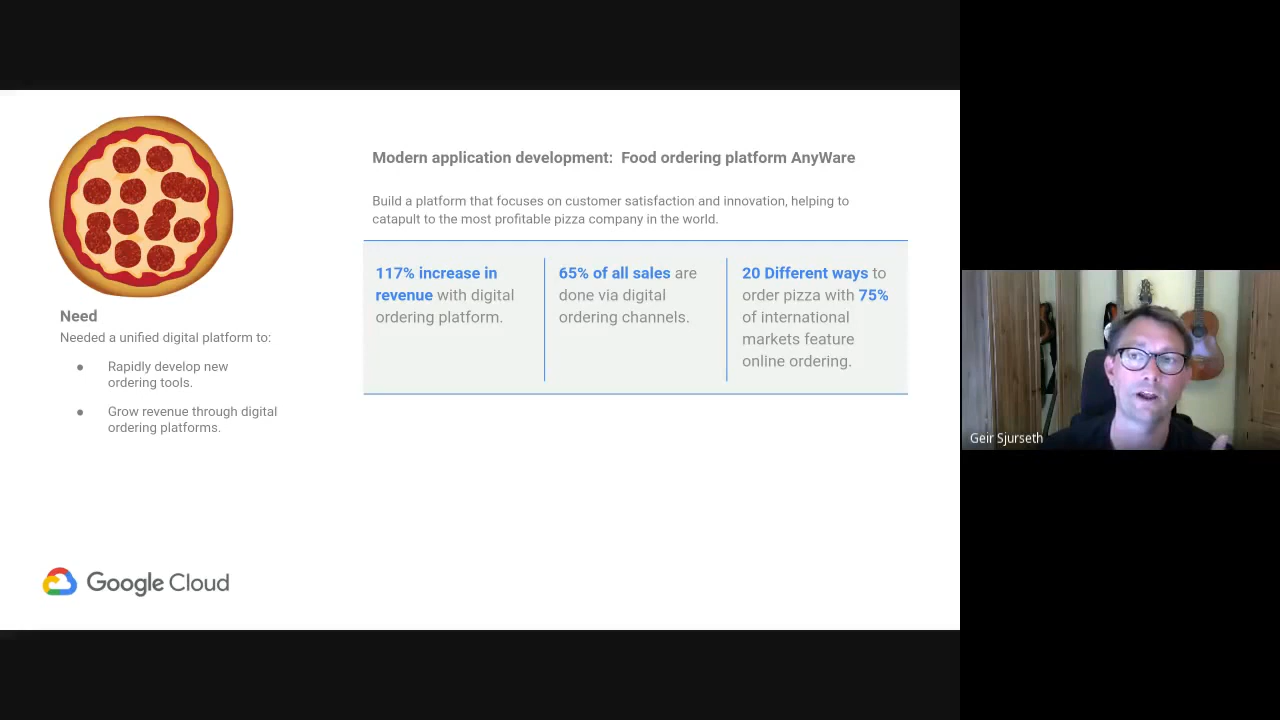 Modern application development:  Food ordering platform AnyWare
Build a platform that focuses on customer satisfaction and innovation, helping to
catapult to the most profitable pizza company in the world.
117% increase in
revenue with digital
ordering platform.
65% of all sales are
done via digital
ordering channels.
20 Different ways to
order pizza with 75%
of international
markets feature
online ordering.
Need
Needed a unified digital platform to:
● Rapidly develop new
ordering tools.
● Grow revenue through digital
ordering platforms.
Google Cloud
Geir Sjurseth